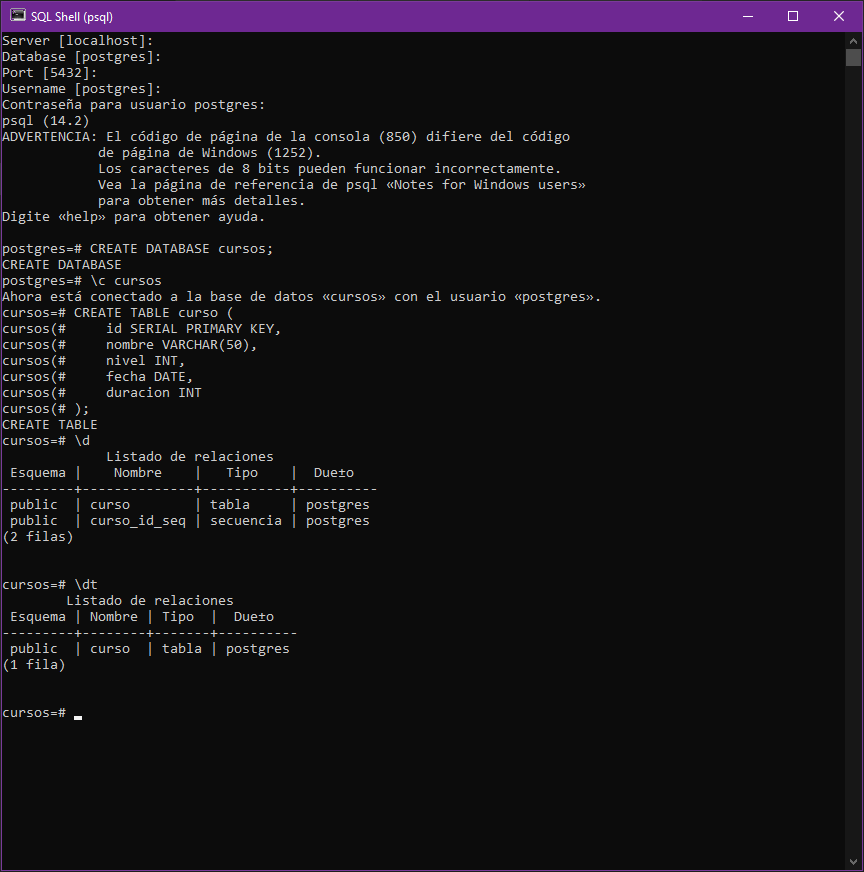 SQL Shell (psql)
Server [localhost]:
Database [postgres]:
Port [5432]:
Username [postgres]:
Contraseña para usuario postgres:
psql (14.2)
ADVERTENCIA: El código de página de la consola (850) difiere del código
            de página de Windows (1252).
            Los caracteres de 8 bits pueden funcionar incorrectamente.
            Vea la página de referencia de psql «Notes for Windows users»
            para obtener más detalles.
Digite «help» para obtener ayuda.

postgres=# CREATE DATABASE cursos;
CREATE DATABASE
postgres=# \c cursos
Ahora está conectado a la base de datos «cursos» con el usuario «postgres».
cursos=# CREATE TABLE curso (
cursos(#     id SERIAL PRIMARY KEY,
cursos(#     nombre VARCHAR(50),
cursos(#     nivel INT,
cursos(#     fecha DATE,
cursos(#     duracion INT
cursos(# );
CREATE TABLE
cursos=# \d
             Listado de relaciones
 Esquema |    Nombre    |   Tipo    |  Due±o
---------+--------------+-----------+----------
 public  | curso        | tabla     | postgres
 public  | curso_id_seq | secuencia | postgres
(2 filas)


cursos=# \dt
        Listado de relaciones
 Esquema | Nombre | Tipo  |  Due±o
---------+--------+-------+----------
 public  | curso  | tabla | postgres
(1 fila)


cursos=#